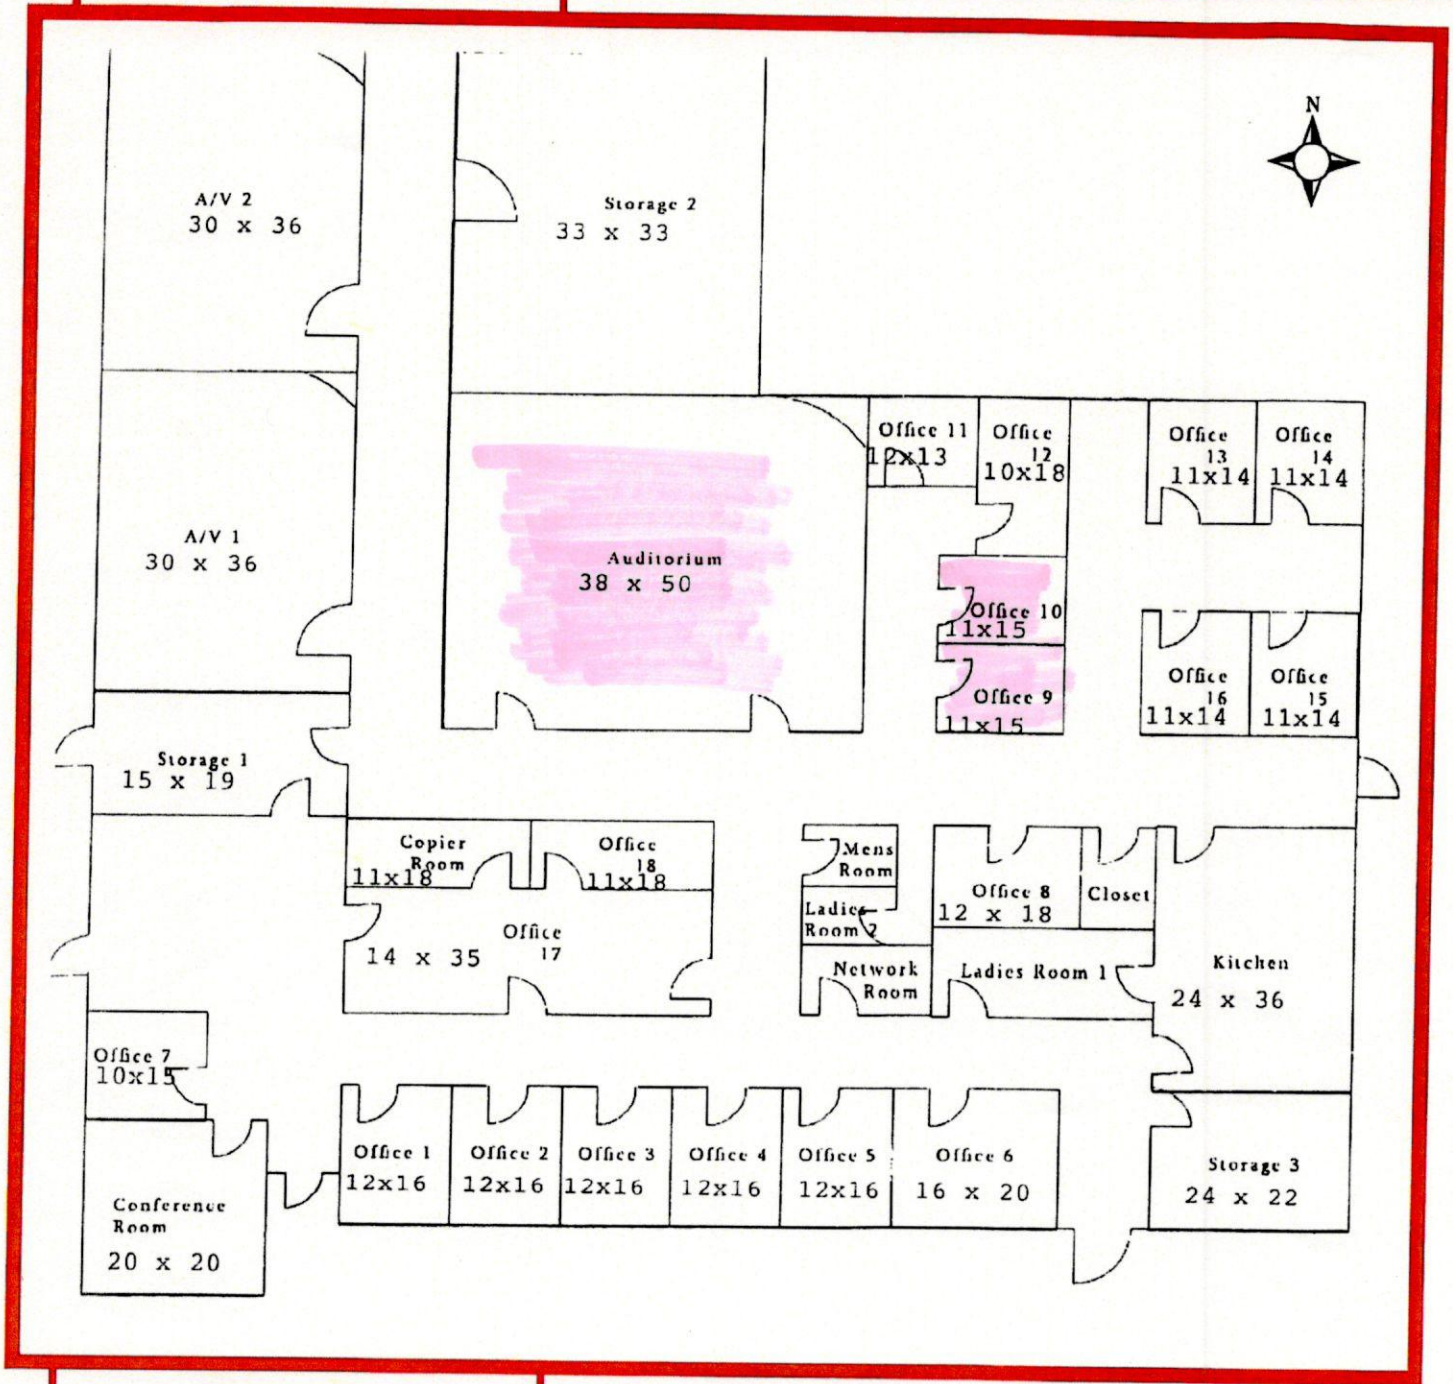 N
A/V 2
30 x 36
Storage 2
33 x 33
Office 11
12x13
Office
12
10x18
Office
13
11x14
Office
14
11x14
A/V 1
30 x 36
Auditorium
38 x 50
Office 10
11x15
Office 9
11x15
Office
16
11x14
Office
15
11x14
Storage 1
15 x 19
Copier
Room
11x18
Office
18
11x18
Mens
Room
Ladies
Room 2
Office 8
12 x 18
Closet
Office
17
14 x 35
Network
Room
Ladies Room 1
Kitchen
24 x 36
Office 7
10x15
Office 1
12x16
Office 2
12x16
Office 3
12x16
Office 4
12x16
Office 5
12x16
Office 6
16 x 20
Storage 3
24 x 22
Conference
Room
20 x 20